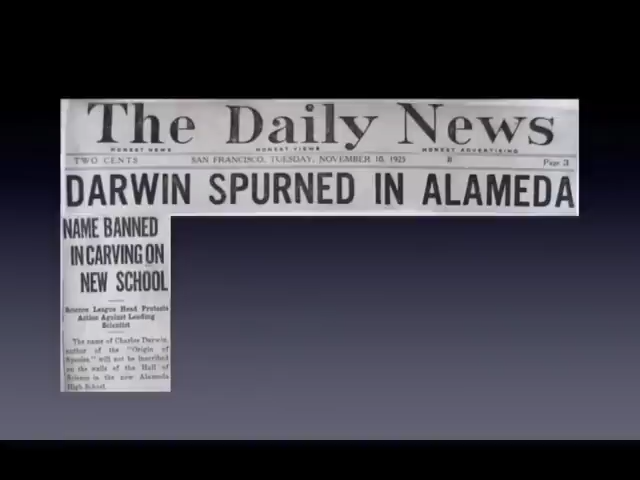 The Daily News
HONEST NEWS HONEST VIEWS HONEST ADVERTISING
TWO CENTS SAN FRANCISCO, TUESDAY, NOVEMBER 10, 1925 8 Page 3
DARWIN SPURNED IN ALAMEDA
NAME BANNED
IN CARVING ON
NEW SCHOOL
Science League Head Protests
Action Against Leading
Scientist
The name of Charles Darwin,
author of the "Origin of
Species," will not be inscribed
on the walls of the Hall of
Science in the new Alameda
High School.